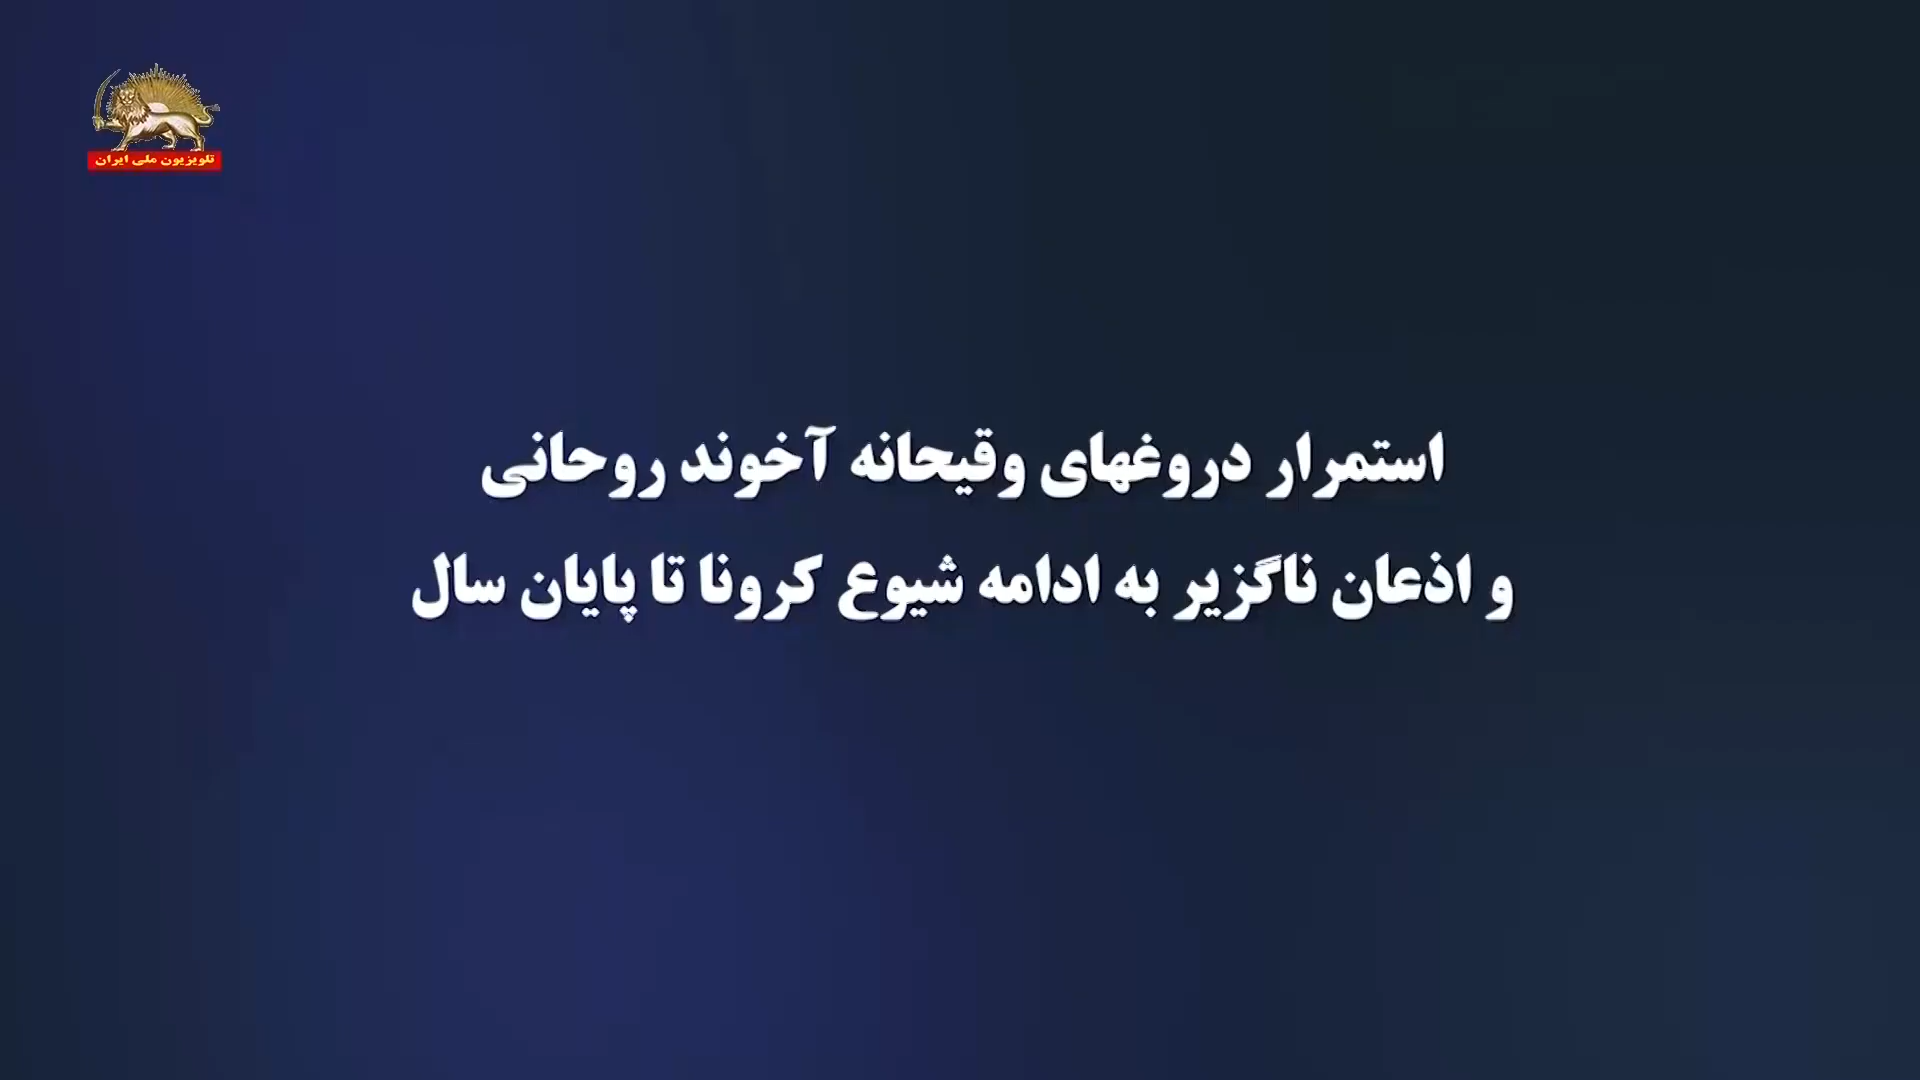 تلویزیون ملی ایران
استمرار دروغهای وقیحانه آخوند روحانی
و اذعان ناگزیر به ادامه شیوع کرونا تا پایان سال